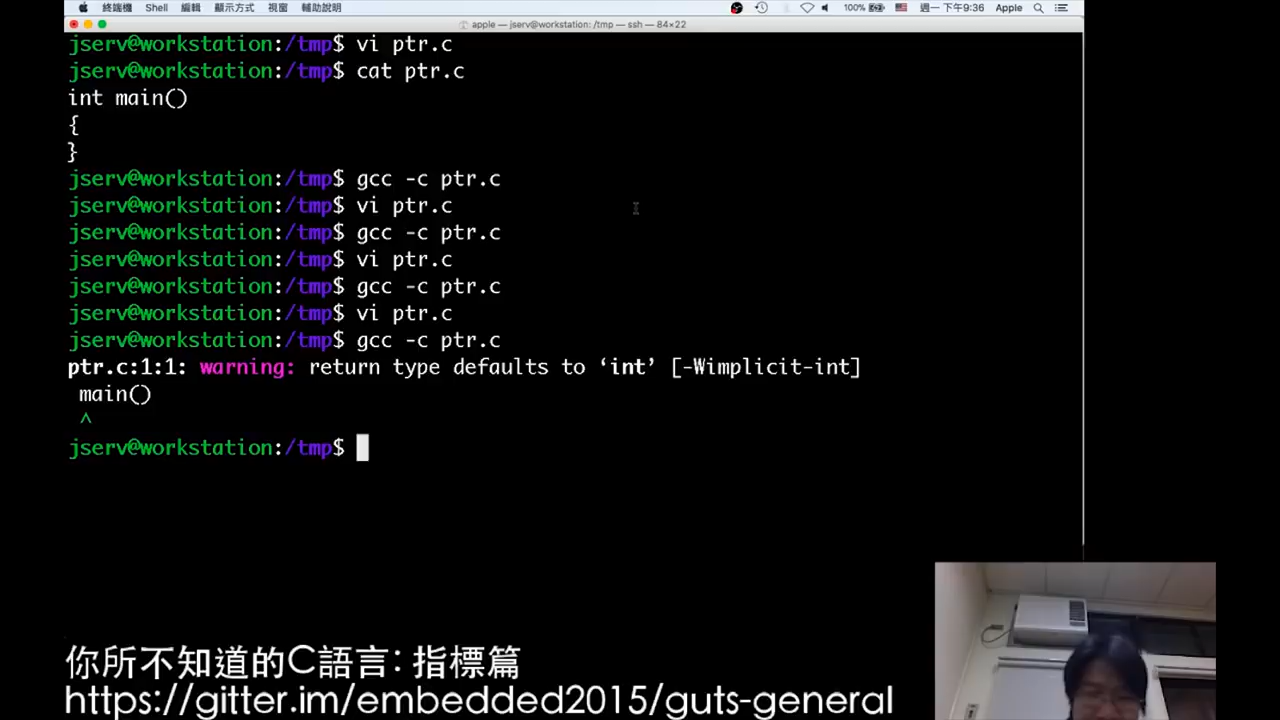 終端機 Shell 編輯 顯示方式 視窗 輔助說明 100% 週一 下午9:36 Apple
apple — jserv@workstation: /tmp — ssh — 84×22
jserv@workstation:/tmp$ vi ptr.c
jserv@workstation:/tmp$ cat ptr.c
int main()
{
}
jserv@workstation:/tmp$ gcc -c ptr.c
jserv@workstation:/tmp$ vi ptr.c
jserv@workstation:/tmp$ gcc -c ptr.c
jserv@workstation:/tmp$ vi ptr.c
jserv@workstation:/tmp$ gcc -c ptr.c
jserv@workstation:/tmp$ vi ptr.c
jserv@workstation:/tmp$ gcc -c ptr.c
ptr.c:1:1: warning: return type defaults to ‘int’ [-Wimplicit-int]
main()
^
jserv@workstation:/tmp$
你所不知道的C語言: 指標篇
https://gitter.im/embedded2015/guts-general